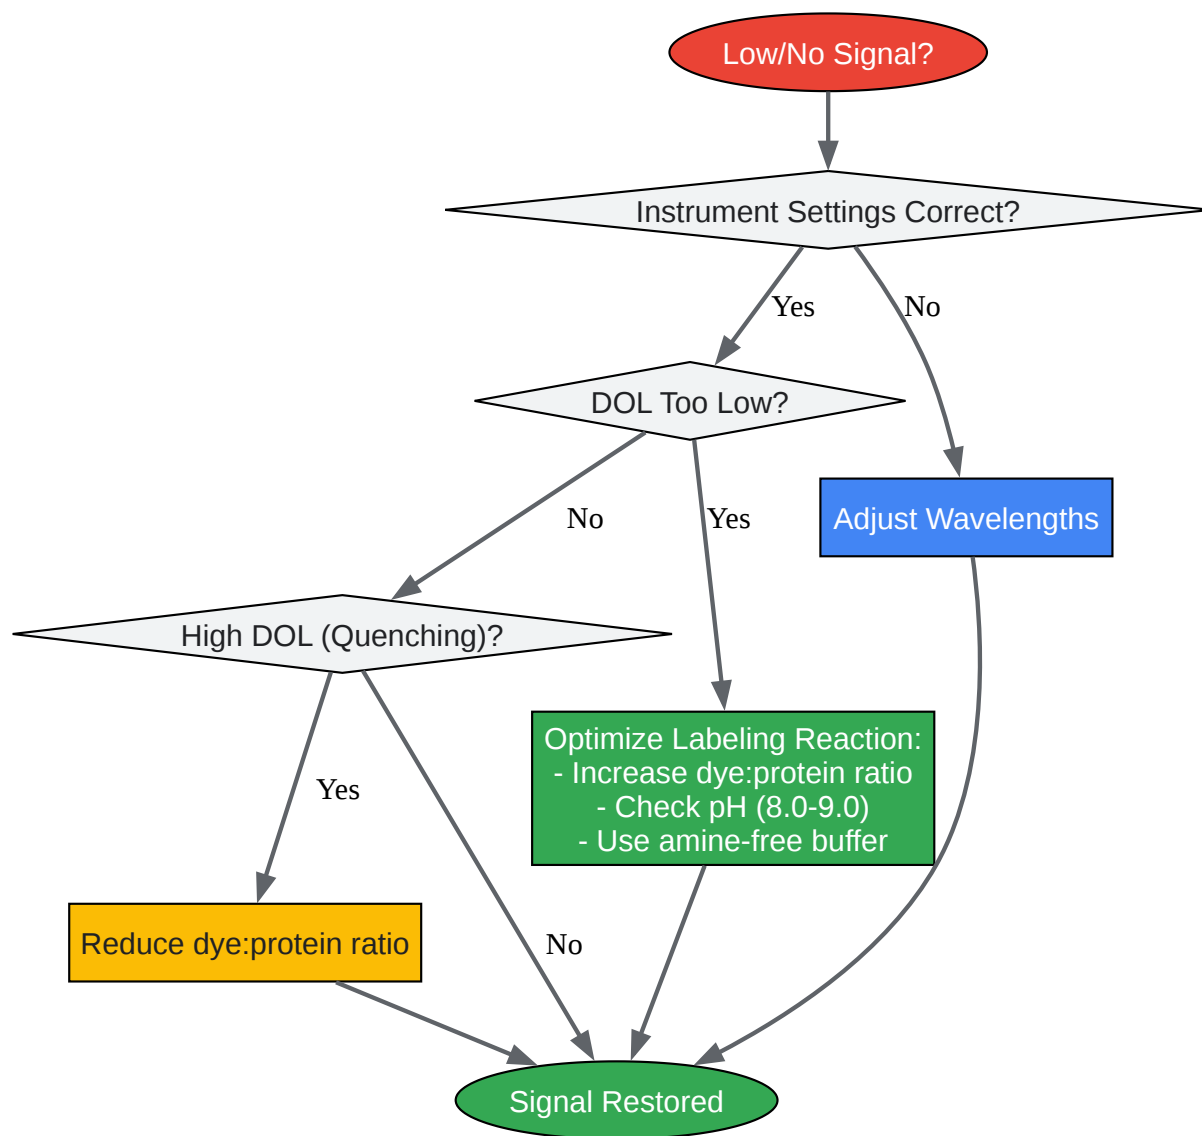 Low/No Signal?
Instrument Settings Correct?
Yes
No
DOL Too Low?
No
Yes
Adjust Wavelengths
High DOL (Quenching)?
Optimize Labeling Reaction:
- Increase dye:protein ratio
- Check pH (8.0-9.0)
- Use amine-free buffer
Yes
Reduce dye:protein ratio
No
Signal Restored